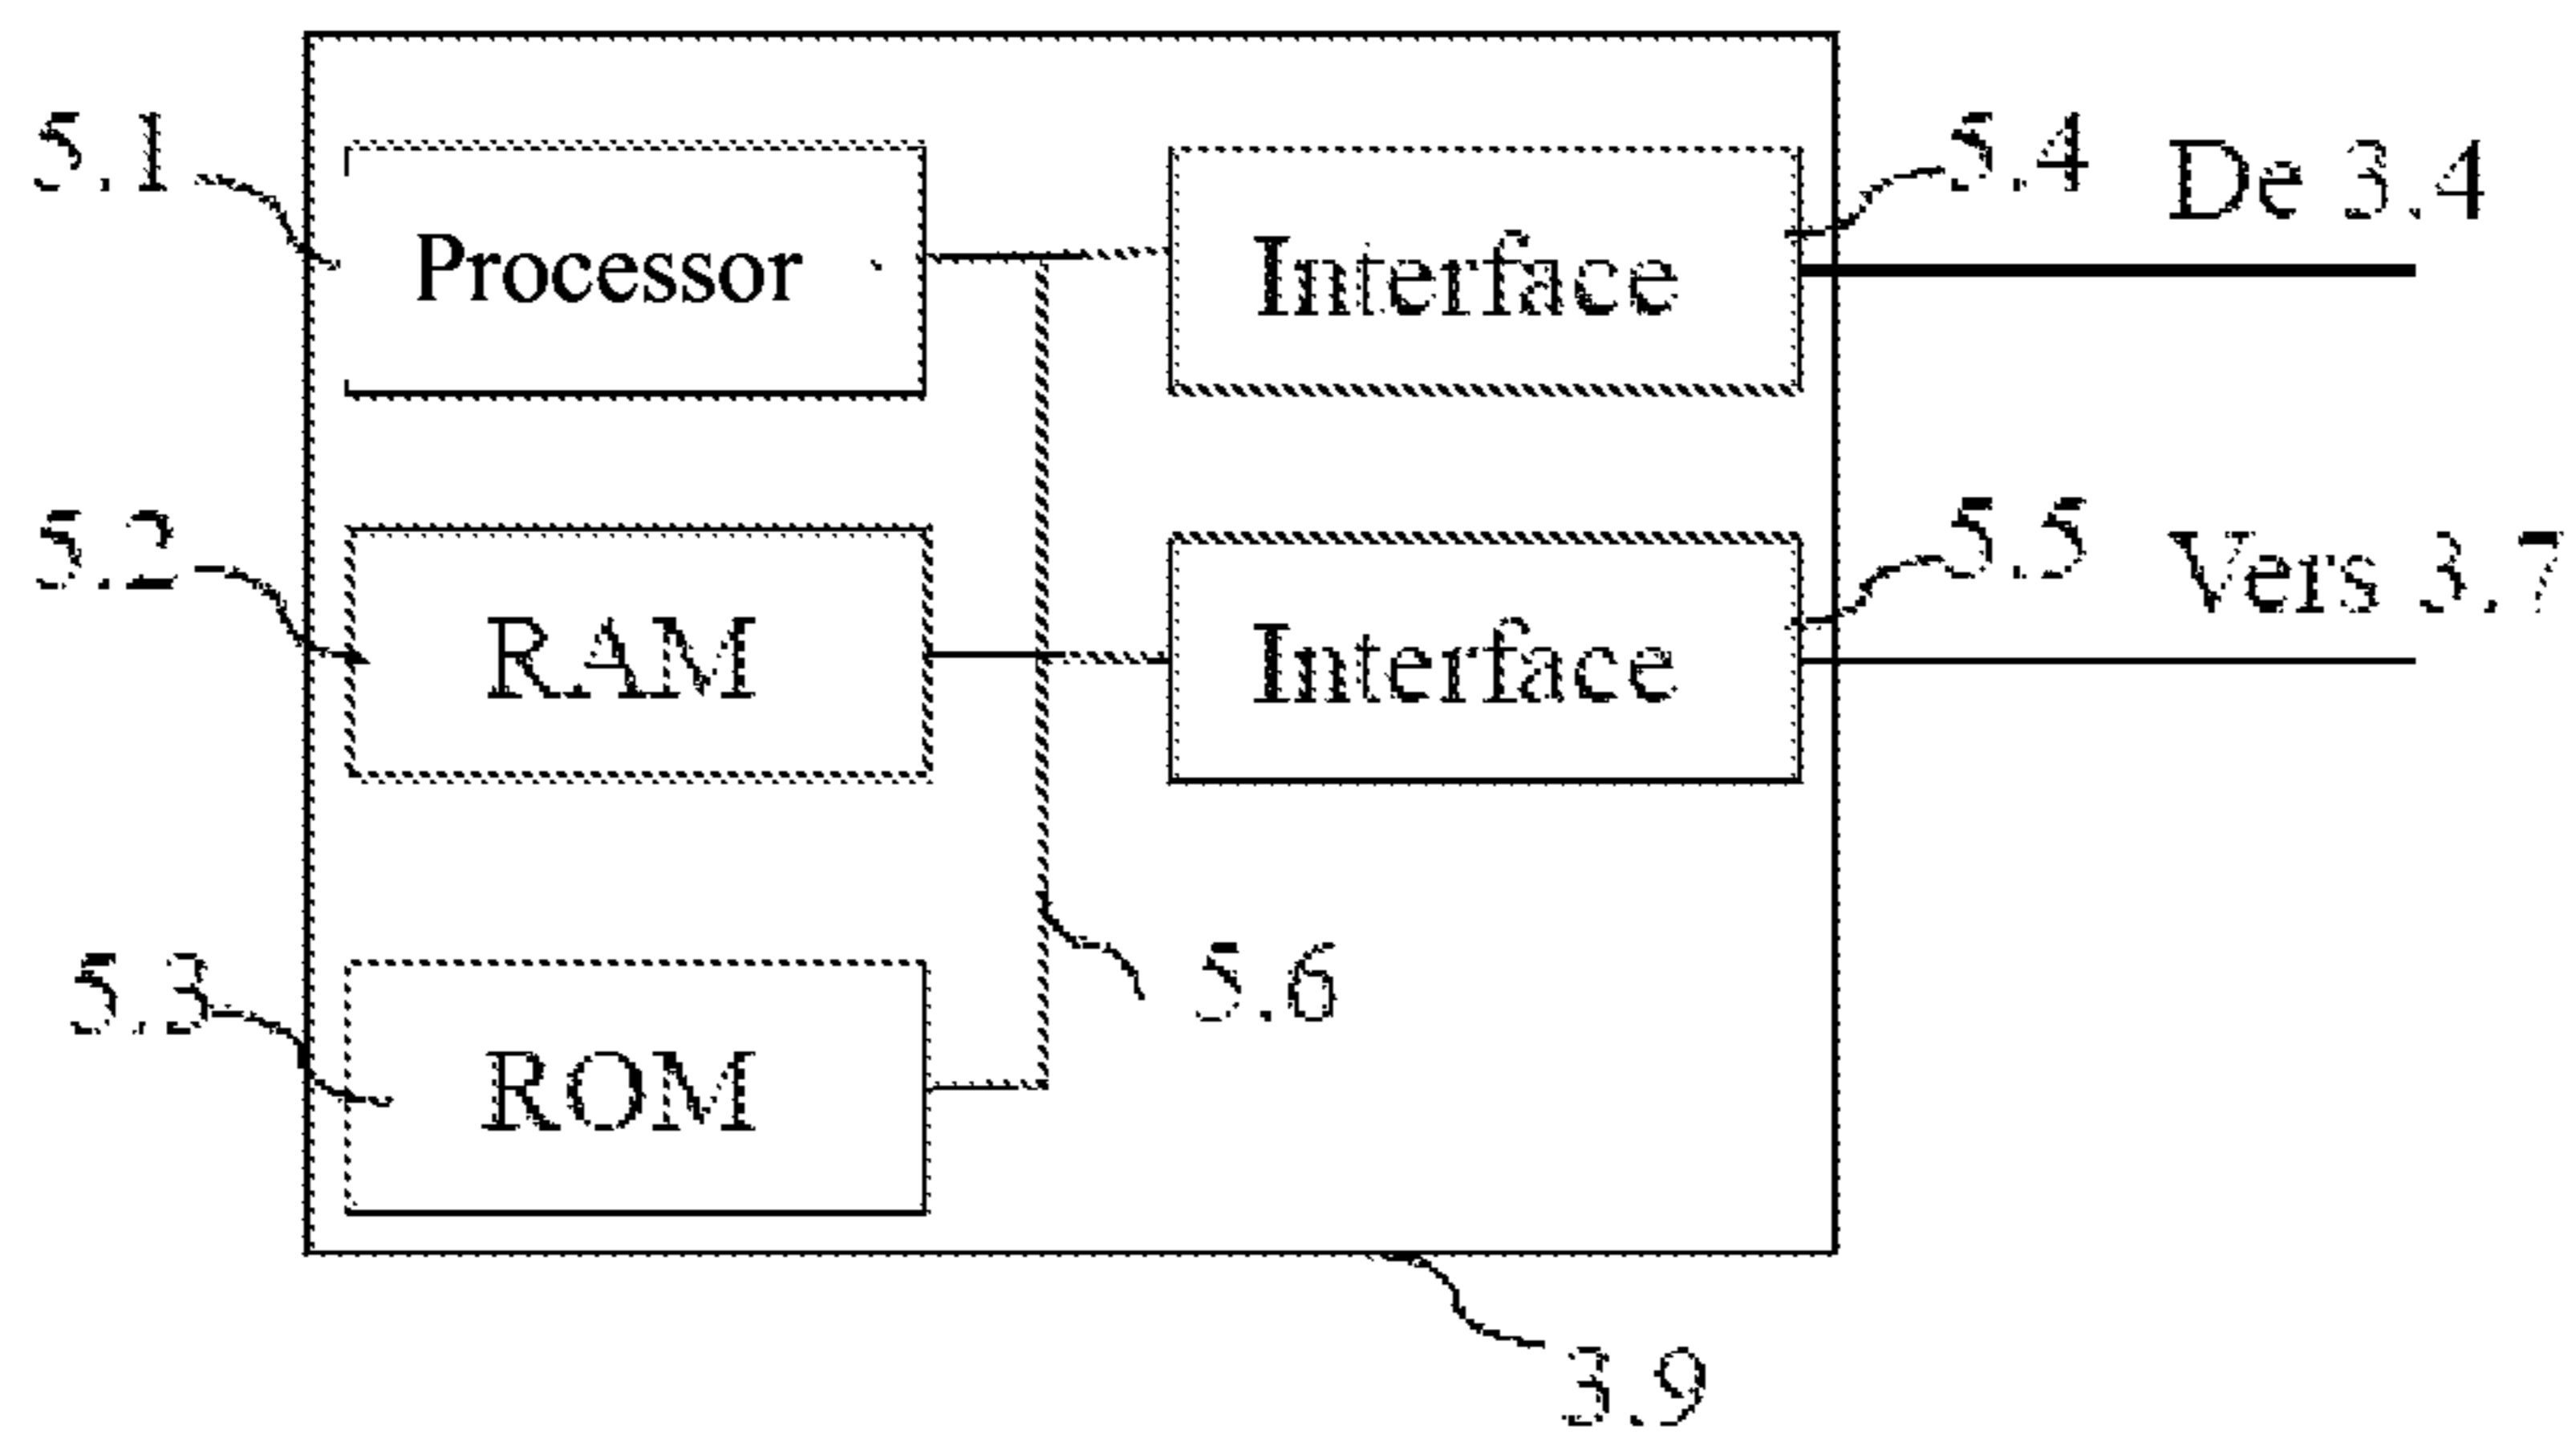 5.1
Processor
Interface
5.4
De 3.4
5.2
RAM
Interface
5.5
Vers 3.7
5.3
ROM
5.6
3.9